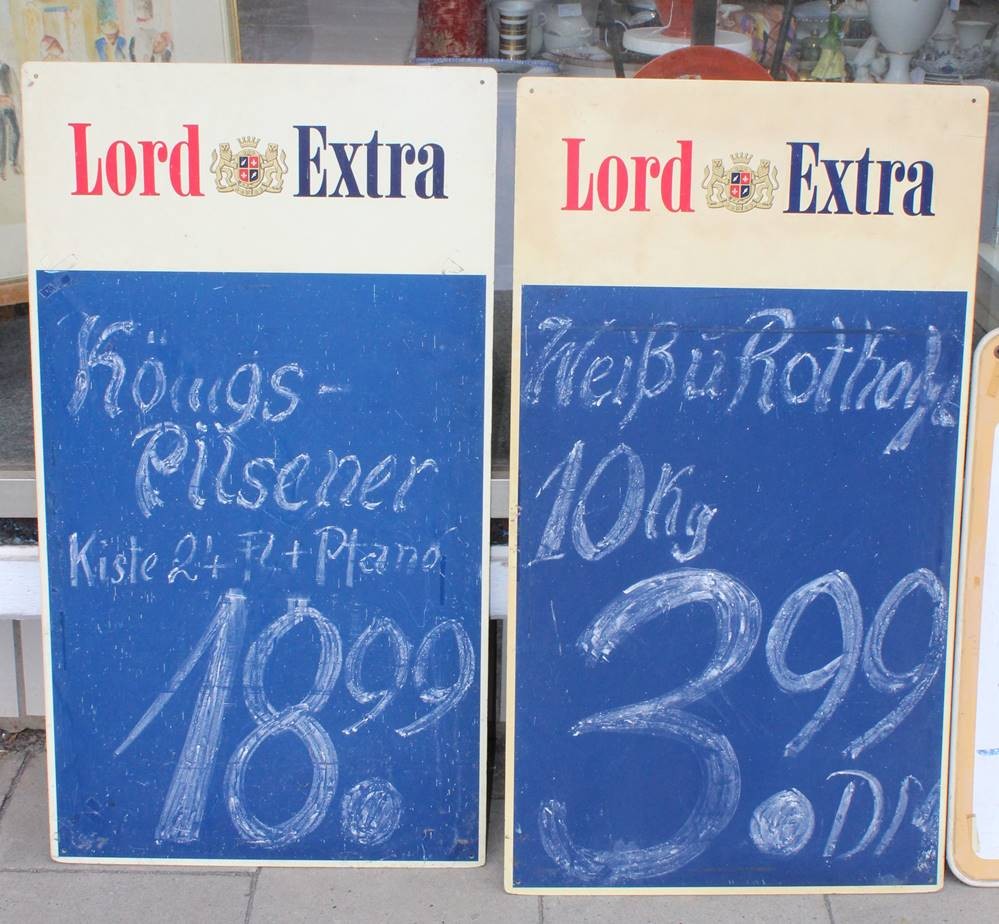 Lord Extra
Königs-
Pilsener
Kiste 24 Fl + Pfand
18.99
Lord Extra
Weiß u Rotkohl
10 Kg
3.99
DM